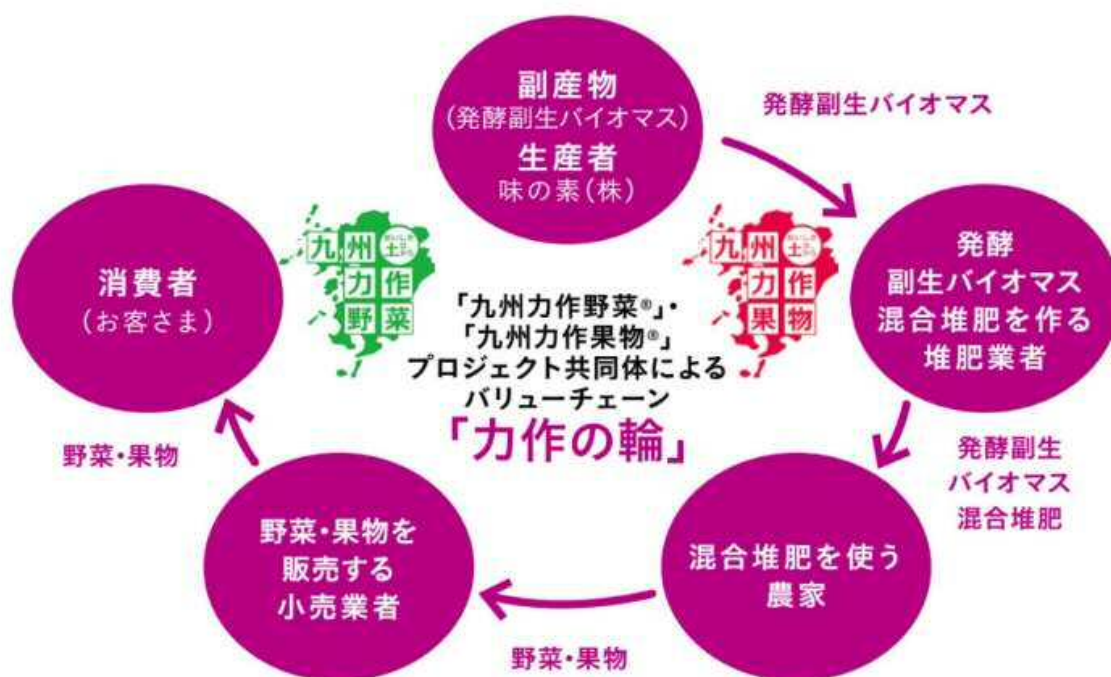 副産物
(発酵副生バイオマス)
生産者
味の素(株)
発酵副生バイオマス
発酵
副生バイオマス
混合堆肥を作る
堆肥業者
発酵副生
バイオマス
混合堆肥
混合堆肥を使う
農家
野菜・果物
野菜・果物を
販売する
小売業者
野菜・果物
消費者
(お客さま)
九州
力作
野菜
九州
力作
果物
「九州力作野菜®」・
「九州力作果物®」
プロジェクト共同体による
バリューチェーン
「力作の輪」